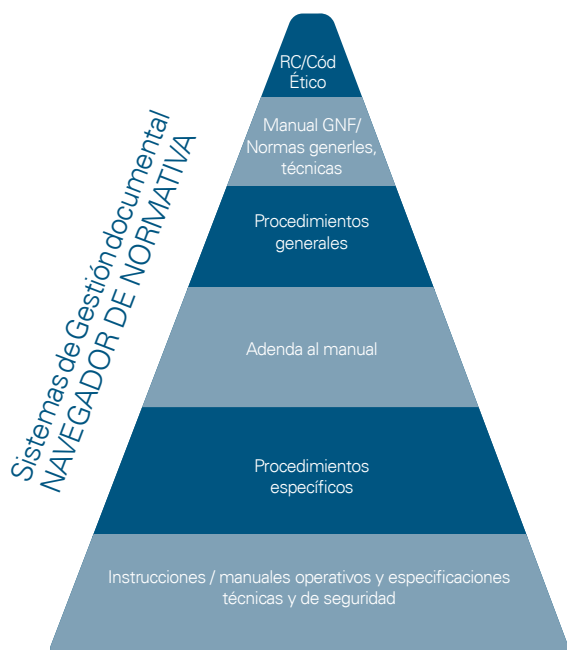 RC/Cód
Ético
Manual GNF/
Normas generles,
técnicas
Procedimientos
generales
Adenda al manual
Procedimientos
específicos
Instrucciones / manuales operativos y especificaciones
técnicas y de seguridad
Sistemas de Gestión documental
NAVEGADOR DE NORMATIVA